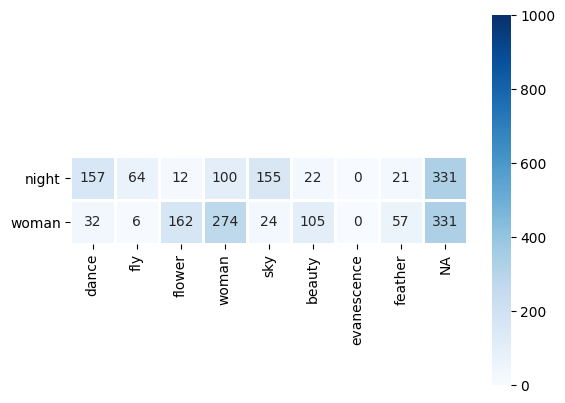 1000
800
600
400
200
0
night 157 64 12 100 155 22 0 21 331
woman 32 6 162 274 24 105 0 57 331
dance fly flower woman sky beauty evanescence feather NA